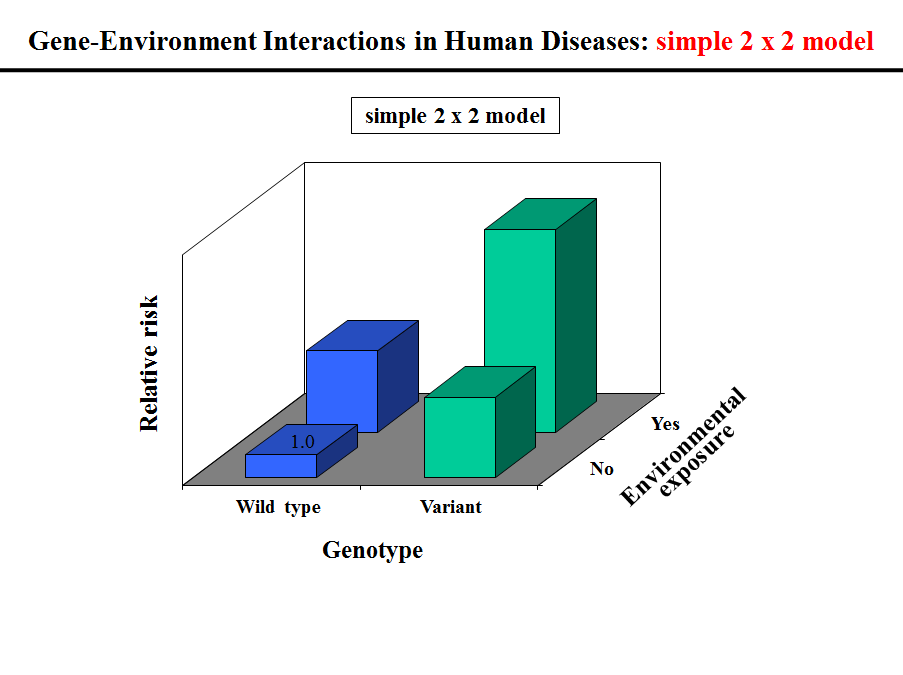 Gene-Environment Interactions in Human Diseases: simple 2 x 2 model
simple 2 x 2 model
Relative risk
1.0
Wild type
Variant
No
Yes
Genotype
Environmental
exposure